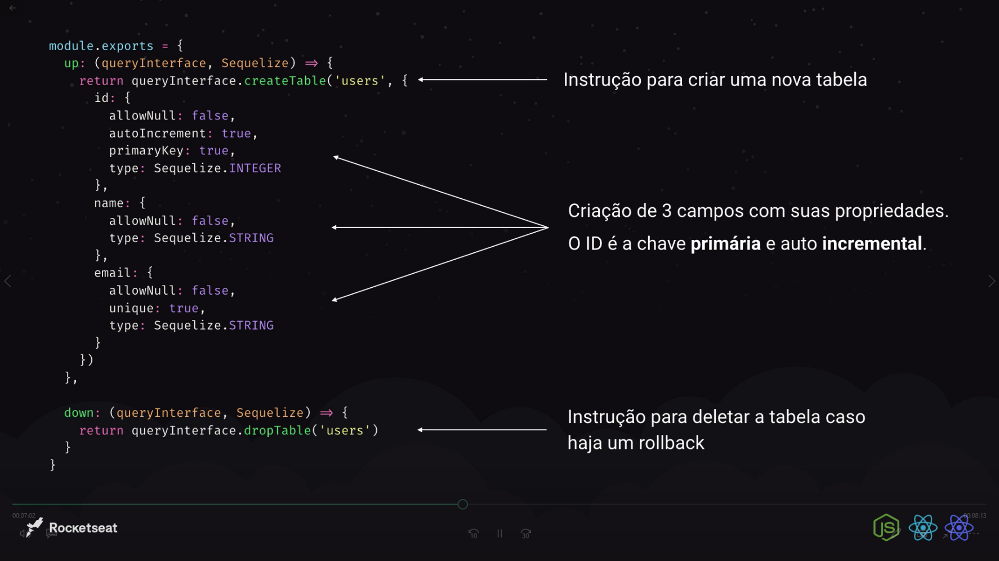 module.exports = {
up: (queryInterface, Sequelize) => {
return queryInterface.createTable('users', {
Instrução para criar uma nova tabela
id: {
allowNull: false,
autoIncrement: true,
primaryKey: true,
type: Sequelize.INTEGER
},
name: {
allowNull: false,
type: Sequelize.STRING
},
email: {
allowNull: false,
unique: true,
type: Sequelize.STRING
}
})
},
Criação de 3 campos com suas propriedades.
O ID é a chave primária e auto incremental.
down: (queryInterface, Sequelize) => {
return queryInterface.dropTable('users')
}
}
Instrução para deletar a tabela caso
haja um rollback
00:07:02
00:08:13
Rocketseat
10
30
JS